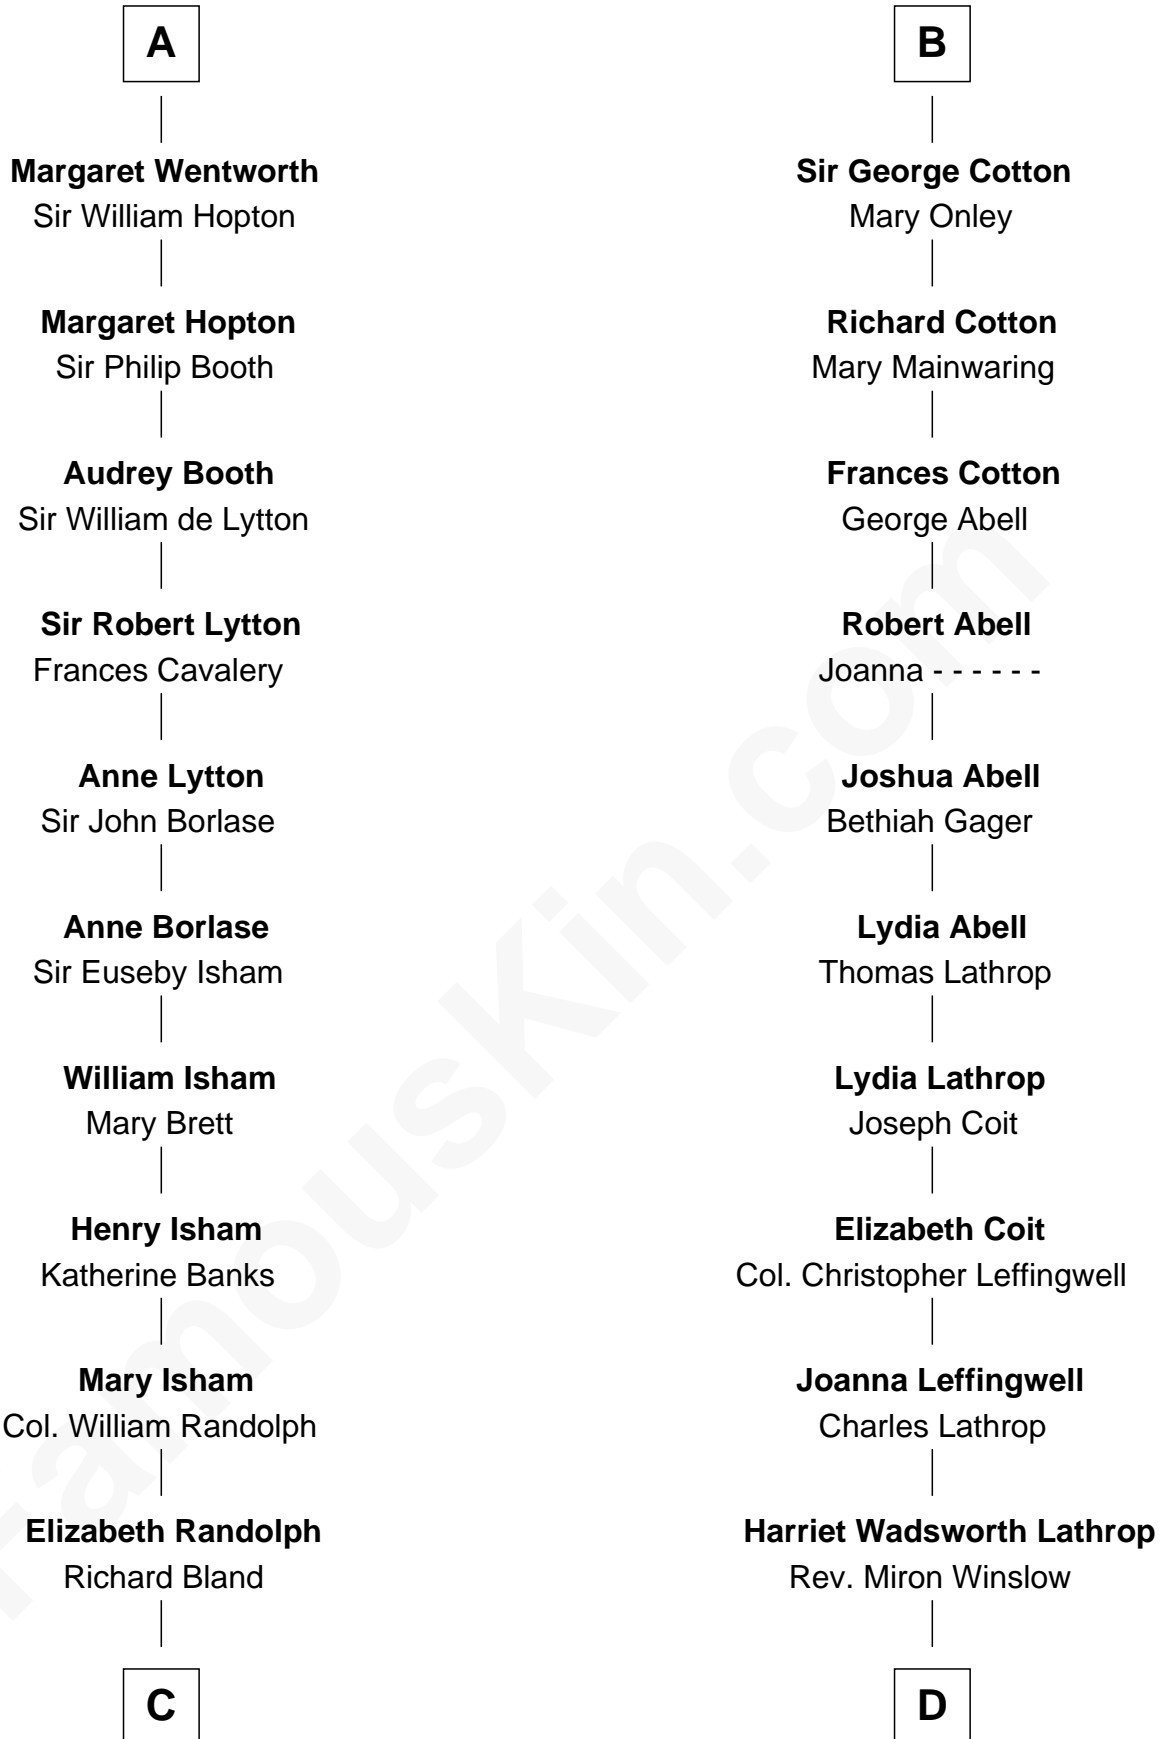 A
Margaret Wentworth
Sir William Hopton
Margaret Hopton
Sir Philip Booth
Audrey Booth
Sir William de Lytton
Sir Robert Lytton
Frances Cavalery
Anne Lytton
Sir John Borlase
Anne Borlase
Sir Euseby Isham
William Isham
Mary Brett
Henry Isham
Katherine Banks
Mary Isham
Col. William Randolph
Elizabeth Randolph
Richard Bland
C
B
Sir George Cotton
Mary Onley
Richard Cotton
Mary Mainwaring
Frances Cotton
George Abell
Robert Abell
Joanna - - - - - -
Joshua Abell
Bethiah Gager
Lydia Abell
Thomas Lathrop
Lydia Lathrop
Joseph Coit
Elizabeth Coit
Col. Christopher Leffingwell
Joanna Leffingwell
Charles Lathrop
Harriet Wadsworth Lathrop
Rev. Miron Winslow
D
FamousKin.com